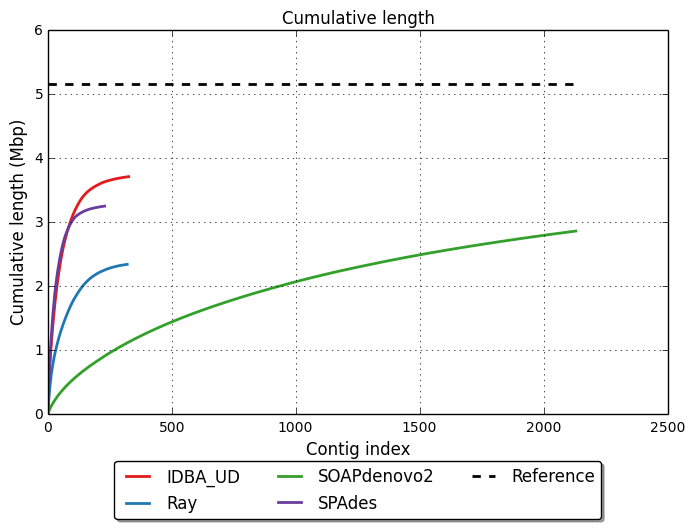 Cumulative length
Cumulative length (Mbp)
6
5
4
3
2
1
0
0 500 1000 1500 2000 2500
Contig index
IDBA_UD SOAPdenovo2 Reference
Ray SPAdes